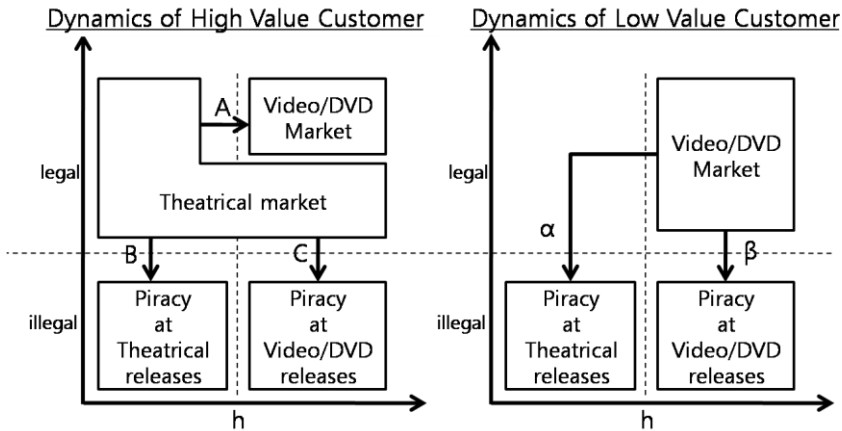 Dynamics of High Value Customer
legal
illegal
A
Video/DVD
Market
Theatrical market
B
C
Piracy
at
Theatrical
releases
Piracy
at
Video/DVD
releases
h
Dynamics of Low Value Customer
legal
illegal
Video/DVD
Market
α
β
Piracy
at
Theatrical
releases
Piracy
at
Video/DVD
releases
h